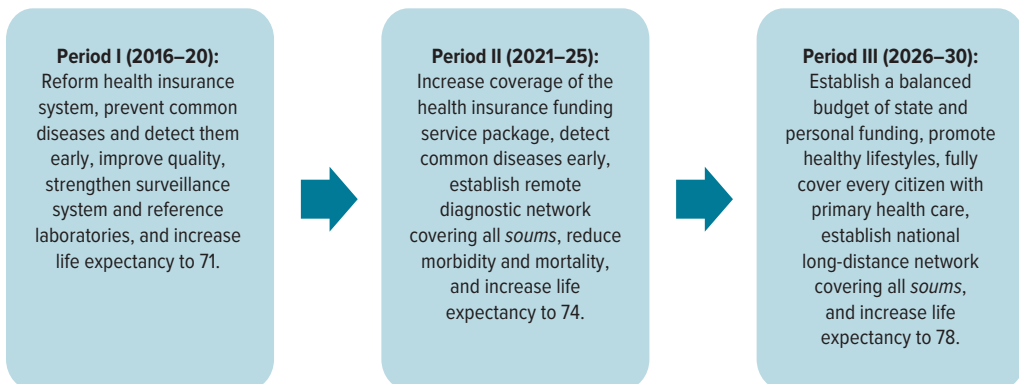 Period I (2016–20):
Reform health insurance
system, prevent common
diseases and detect them
early, improve quality,
strengthen surveillance
system and reference
laboratories, and increase
life expectancy to 71.
Period II (2021–25):
Increase coverage of the
health insurance funding
service package, detect
common diseases early,
establish remote
diagnostic network
covering all soums, reduce
morbidity and mortality,
and increase life
expectancy to 74.
Period III (2026–30):
Establish a balanced
budget of state and
personal funding, promote
healthy lifestyles, fully
cover every citizen with
primary health care,
establish national
long-distance network
covering all soums,
and increase life
expectancy to 78.